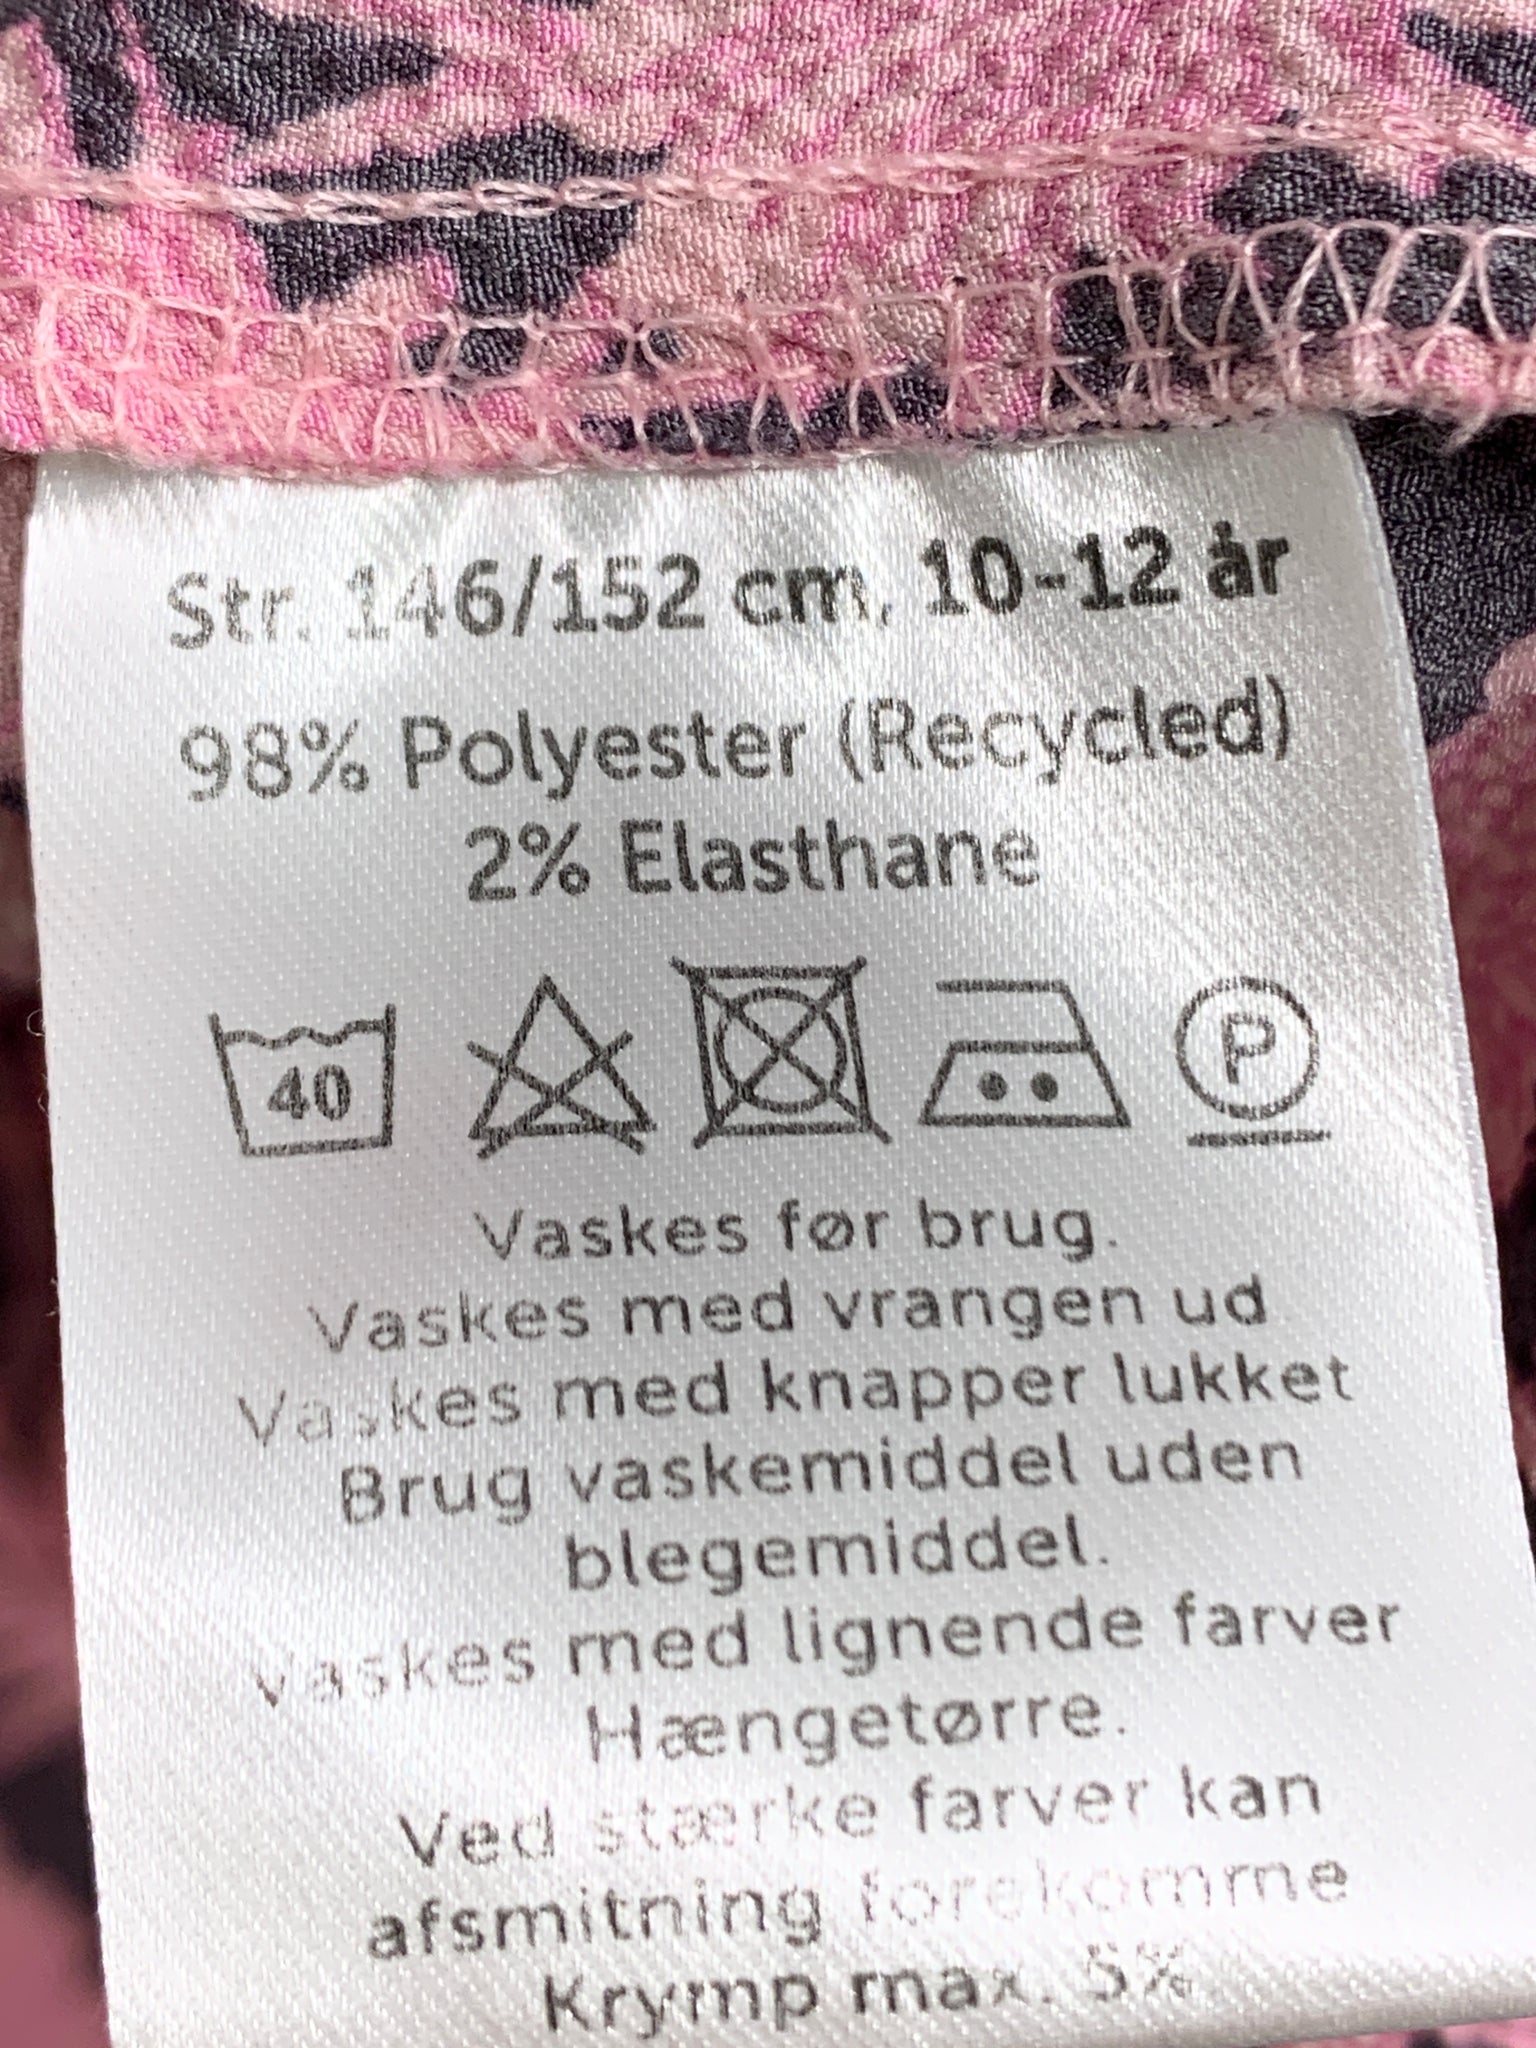 Str. 146/152 cm, 10-12 år
98% Polyester (Recycled)
2% Elasthane
40 P
Vaskes før brug.
Vaskes med vrangen ud
Vaskes med knapper lukket
Brug vaskemiddel uden
blegemiddel.
Vaskes med lignende farver
Hængetørre.
Ved stærke farver kan
afsmitning forekomme
Krymp max. 5%